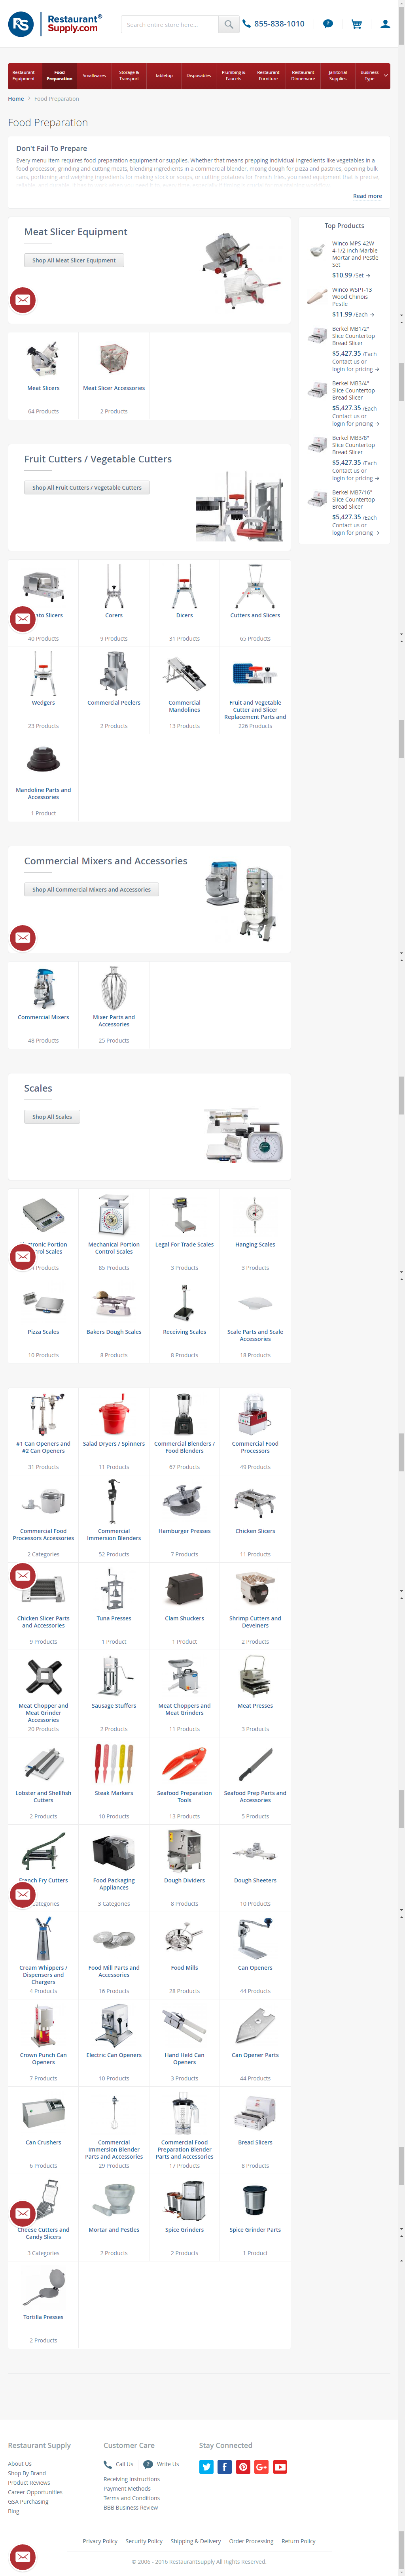 RS Restaurant Supply.com
Search entire store here...
855-838-1010
Restaurant Equipment
Food Preparation
Smallwares
Storage & Transport
Tabletop
Disposables
Plumbing & Faucets
Restaurant Furniture
Restaurant Dinnerware
Janitorial Supplies
Business Type
Home
Food Preparation
Food Preparation
Don't Fail To Prepare
Every menu item requires food preparation equipment or supplies. Whether that means prepping individual ingredients like vegetables in a
food processor, grinding and cutting meats, blending ingredients in a commercial blender, mixing dough for pizza and pastries, opening bulk
cans, portioning and weighing ingredients for making stock or soups, or cutting potatoes for French fries, you need equipment that is precise,
Read more
Meat Slicer Equipment
Shop All Meat Slicer Equipment
Meat Slicers
64 Products
Meat Slicer Accessories
2 Products
Top Products
Winco MPS-42W - 4-1/2 inch Marble Mortar and Pestle Set
$10.99 /Set →
Winco WSPT-13 Wood Chinois Pestle
$11.99 /Each →
Berkel MB1/2" Slice Countertop Bread Slicer
$5,427.35 /Each
Contact us or login for pricing →
Berkel MB3/4" Slice Countertop Bread Slicer
$5,427.35 /Each
Contact us or login for pricing →
Berkel MB3/8" Slice Countertop Bread Slicer
$5,427.35 /Each
Contact us or login for pricing →
Berkel MB7/16" Slice Countertop Bread Slicer
$5,427.35 /Each
Contact us or login for pricing →
Fruit Cutters / Vegetable Cutters
Shop All Fruit Cutters / Vegetable Cutters
Slicers
40 Products
Corers
9 Products
Dicers
31 Products
Cutters and Slicers
65 Products
Wedgers
23 Products
Commercial Peelers
2 Products
Commercial Mandolines
13 Products
Fruit and Vegetable Cutter and Slicer Replacement Parts and
226 Products
Mandoline Parts and Accessories
1 Product
Commercial Mixers and Accessories
Shop All Commercial Mixers and Accessories
Commercial Mixers
48 Products
Mixer Parts and Accessories
25 Products
Scales
Shop All Scales
Portion Scales
Products
Mechanical Portion Control Scales
85 Products
Legal For Trade Scales
3 Products
Hanging Scales
3 Products
Pizza Scales
10 Products
Bakers Dough Scales
8 Products
Receiving Scales
8 Products
Scale Parts and Scale Accessories
18 Products
#1 Can Openers and #2 Can Openers
31 Products
Salad Dryers / Spinners
11 Products
Commercial Blenders / Food Blenders
67 Products
Commercial Food Processors
49 Products
Commercial Food Processors Accessories
2 Categories
Commercial Immersion Blenders
52 Products
Hamburger Presses
7 Products
Chicken Slicers
11 Products
Chicken Slicer Parts and Accessories
9 Products
Tuna Presses
1 Product
Clam Shuckers
1 Product
Shrimp Cutters and Deveiners
2 Products
Meat Chopper and Meat Grinder Accessories
20 Products
Sausage Stuffers
2 Products
Meat Choppers and Meat Grinders
11 Products
Meat Presses
3 Products
Lobster and Shellfish Cutters
2 Products
Steak Markers
10 Products
Seafood Preparation Tools
13 Products
Seafood Prep Parts and Accessories
5 Products
Fry Cutters
Categories
Food Packaging Appliances
3 Categories
Dough Dividers
8 Products
Dough Sheeters
10 Products
Cream Whippers / Dispensers and Chargers
4 Products
Food Mill Parts and Accessories
16 Products
Food Mills
28 Products
Can Openers
44 Products
Crown Punch Can Openers
7 Products
Electric Can Openers
10 Products
Hand Held Can Openers
3 Products
Can Opener Parts
44 Products
Can Crushers
6 Products
Commercial Immersion Blender Parts and Accessories
29 Products
Commercial Food Preparation Blender Parts and Accessories
17 Products
Bread Slicers
8 Products
Cheese Cutters and Candy Slicers
3 Categories
Mortar and Pestles
2 Products
Spice Grinders
2 Products
Spice Grinder Parts
1 Product
Tortilla Presses
2 Products
Restaurant Supply
About Us
Shop By Brand
Product Reviews
Career Opportunities
GSA Purchasing
Blog
Customer Care
Call Us
Write Us
Receiving Instructions
Payment Methods
Terms and Conditions
BBB Business Review
Stay Connected
Privacy Policy
Security Policy
Shipping & Delivery
Order Processing
Return Policy
© 2006 - 2016 RestaurantSupply All Rights Reserved.